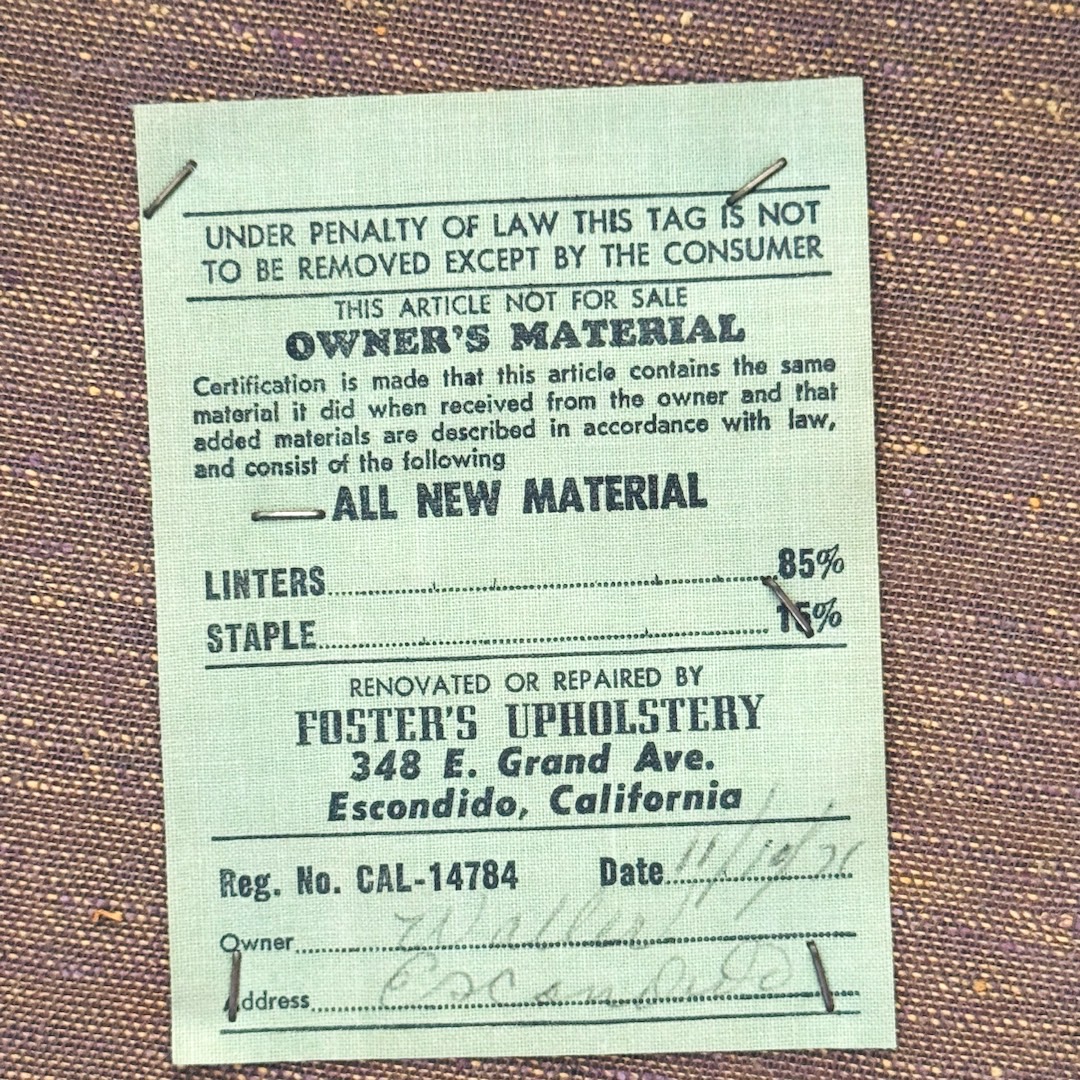 UNDER PENALTY OF LAW THIS TAG IS NOT
TO BE REMOVED EXCEPT BY THE CONSUMER
THIS ARTICLE NOT FOR SALE
OWNER'S MATERIAL
Certification is made that this article contains the same
material it did when received from the owner and that
added materials are described in accordance with law,
and consist of the following
ALL NEW MATERIAL
LINTERS 85%
STAPLE 15%
RENOVATED OR REPAIRED BY
FOSTER'S UPHOLSTERY
348 E. Grand Ave.
Escondido, California
Reg. No. CAL-14784 Date
Owner
Address Escondido